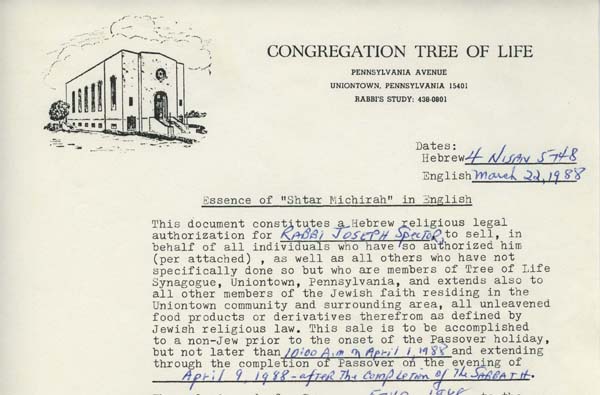 CONGREGATION TREE OF LIFE
PENNSYLVANIA AVENUE
UNIONTOWN, PENNSYLVANIA 15401
RABBI'S STUDY: 438-0801
Dates:
Hebrew 4 NISAN 5748
English March 22, 1988
Essence of "Shtar Michirah" in English
This document constitutes a Hebrew religious legal
authorization for RABBI JOSEPH Spector to sell, in
behalf of all individuals who have so authorized him
(per attached) , as well as all others who have not
specifically done so but who are members of Tree of Life
Synagogue, Uniontown, Pennsylvania, and extends also to
all other members of the Jewish faith residing in the
Uniontown community and surrounding area, all unleavened
food products or derivatives therefrom as defined by
Jewish religious law. This sale is to be accomplished
to a non-Jew prior to the onset of the Passover holiday,
but not later than 10:00 A.m on April 1, 1988 and extending
through the completion of Passover on the evening of
April 9, 1988 - after The Completion of The SABBATH.